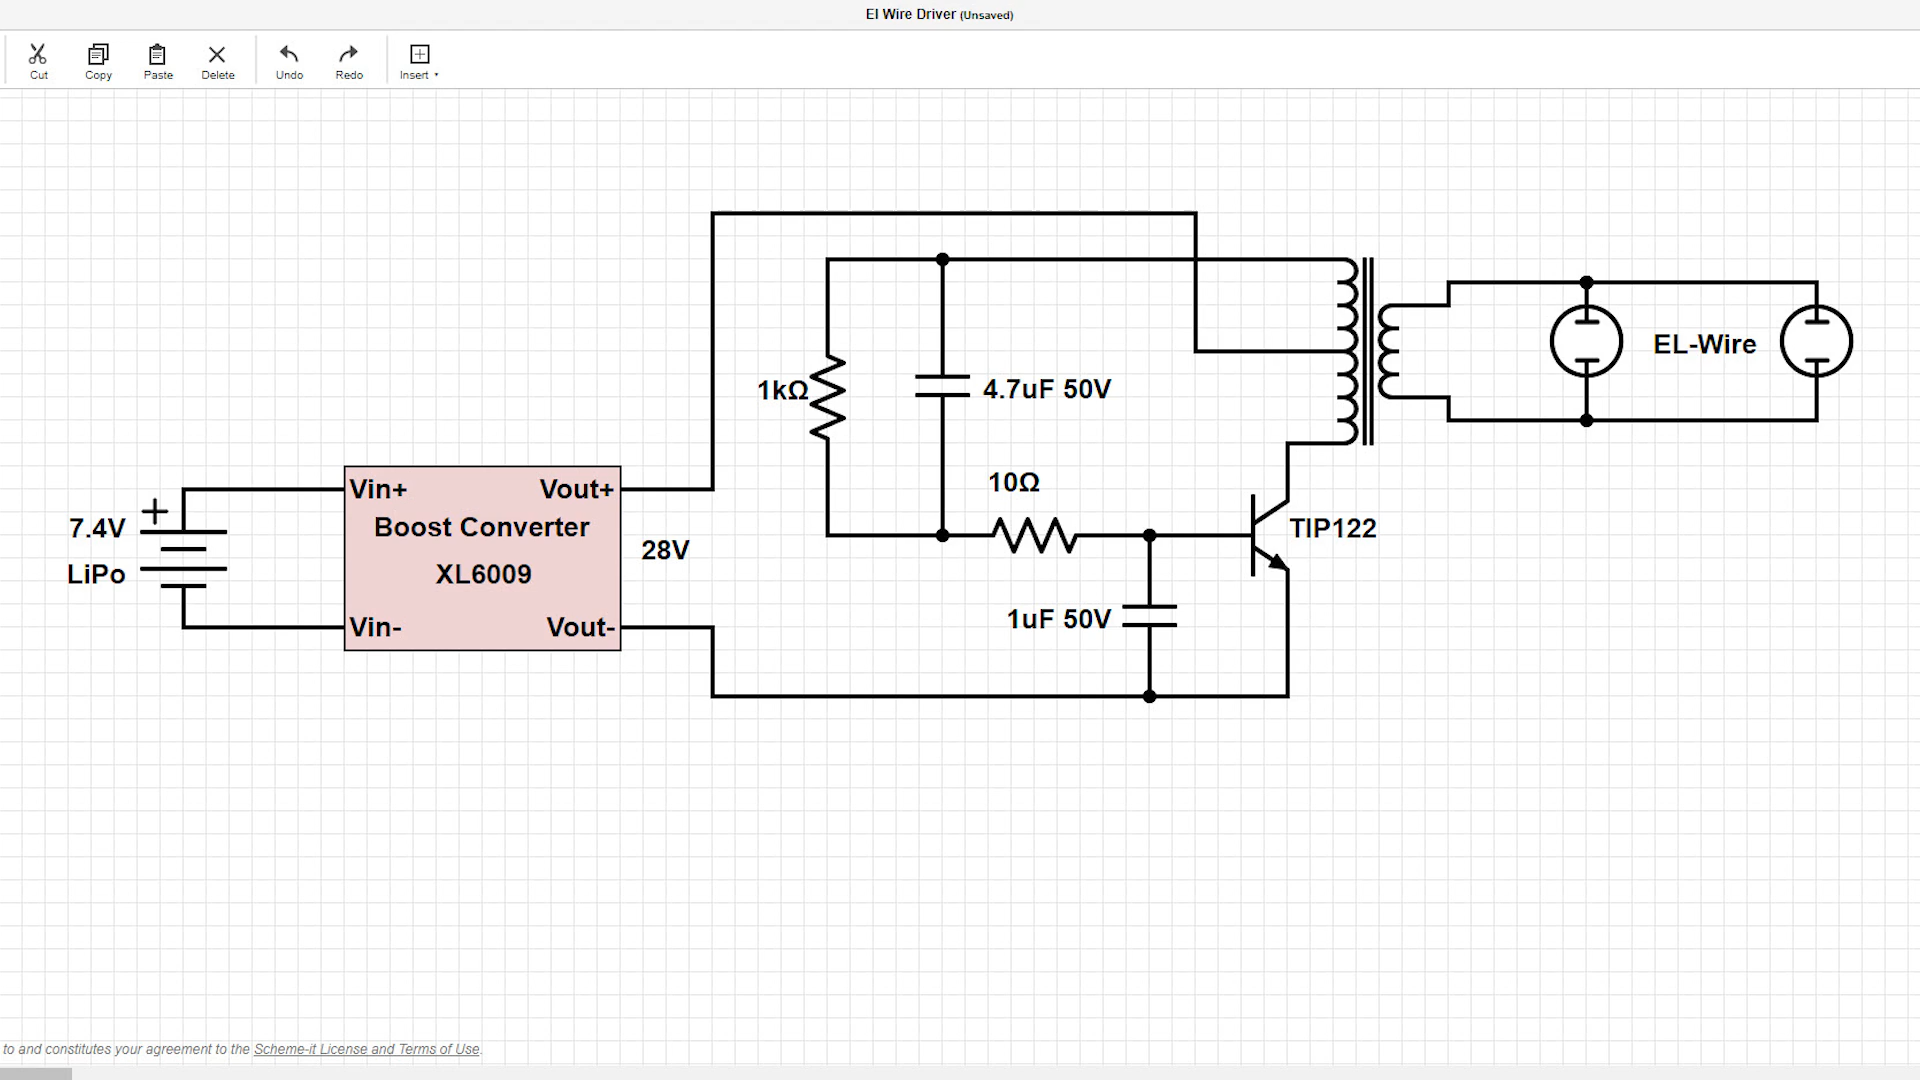 El Wire Driver (Unsaved)
Cut
Copy
Paste
Delete
Undo
Redo
Insert
1kΩ
4.7uF 50V
EL-Wire
10Ω
Vin+
Vout+
7.4V
Boost Converter
TIP122
28V
LiPo
XL6009
1uF 50V
Vin-
Vout-
to and constitutes your agreement to the Scheme-it License and Terms of Use.